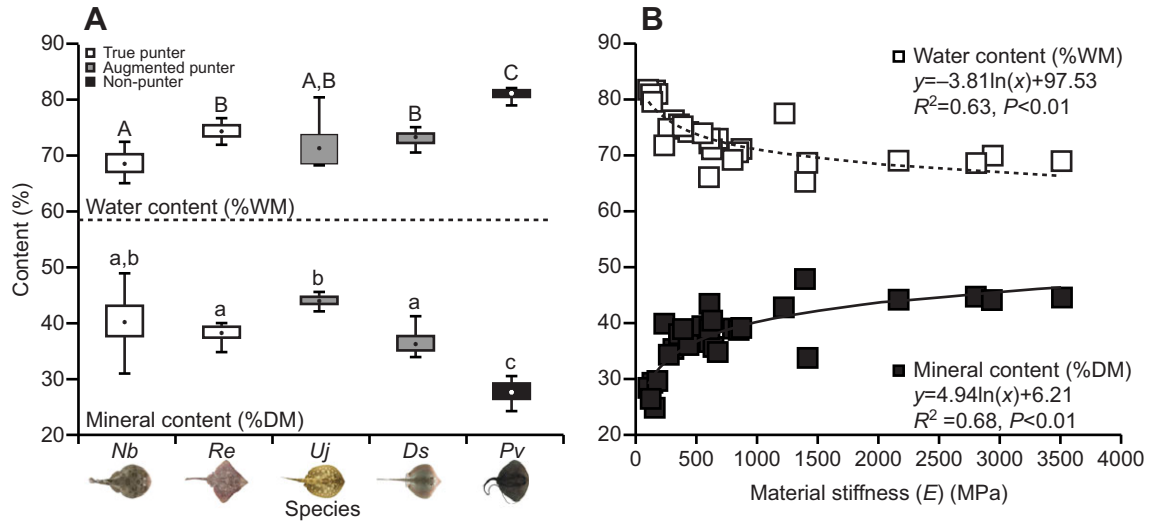 A
True punter
Augmented punter
Non-punter
90
80
70
60
50
40
30
20
Content (%)
A
B
A,B
B
C
Water content (%WM)
a,b
a
b
a
c
Mineral content (%DM)
Nb Re Uj Ds Pv
Species
B
90
80
70
60
50
40
30
20
Water content (%WM)
y=–3.81ln(x)+97.53
R²=0.63, P<0.01
Mineral content (%DM)
y=4.94ln(x)+6.21
R² =0.68, P<0.01
0 500 1000 1500 2000 2500 3000 3500 4000
Material stiffness (E) (MPa)